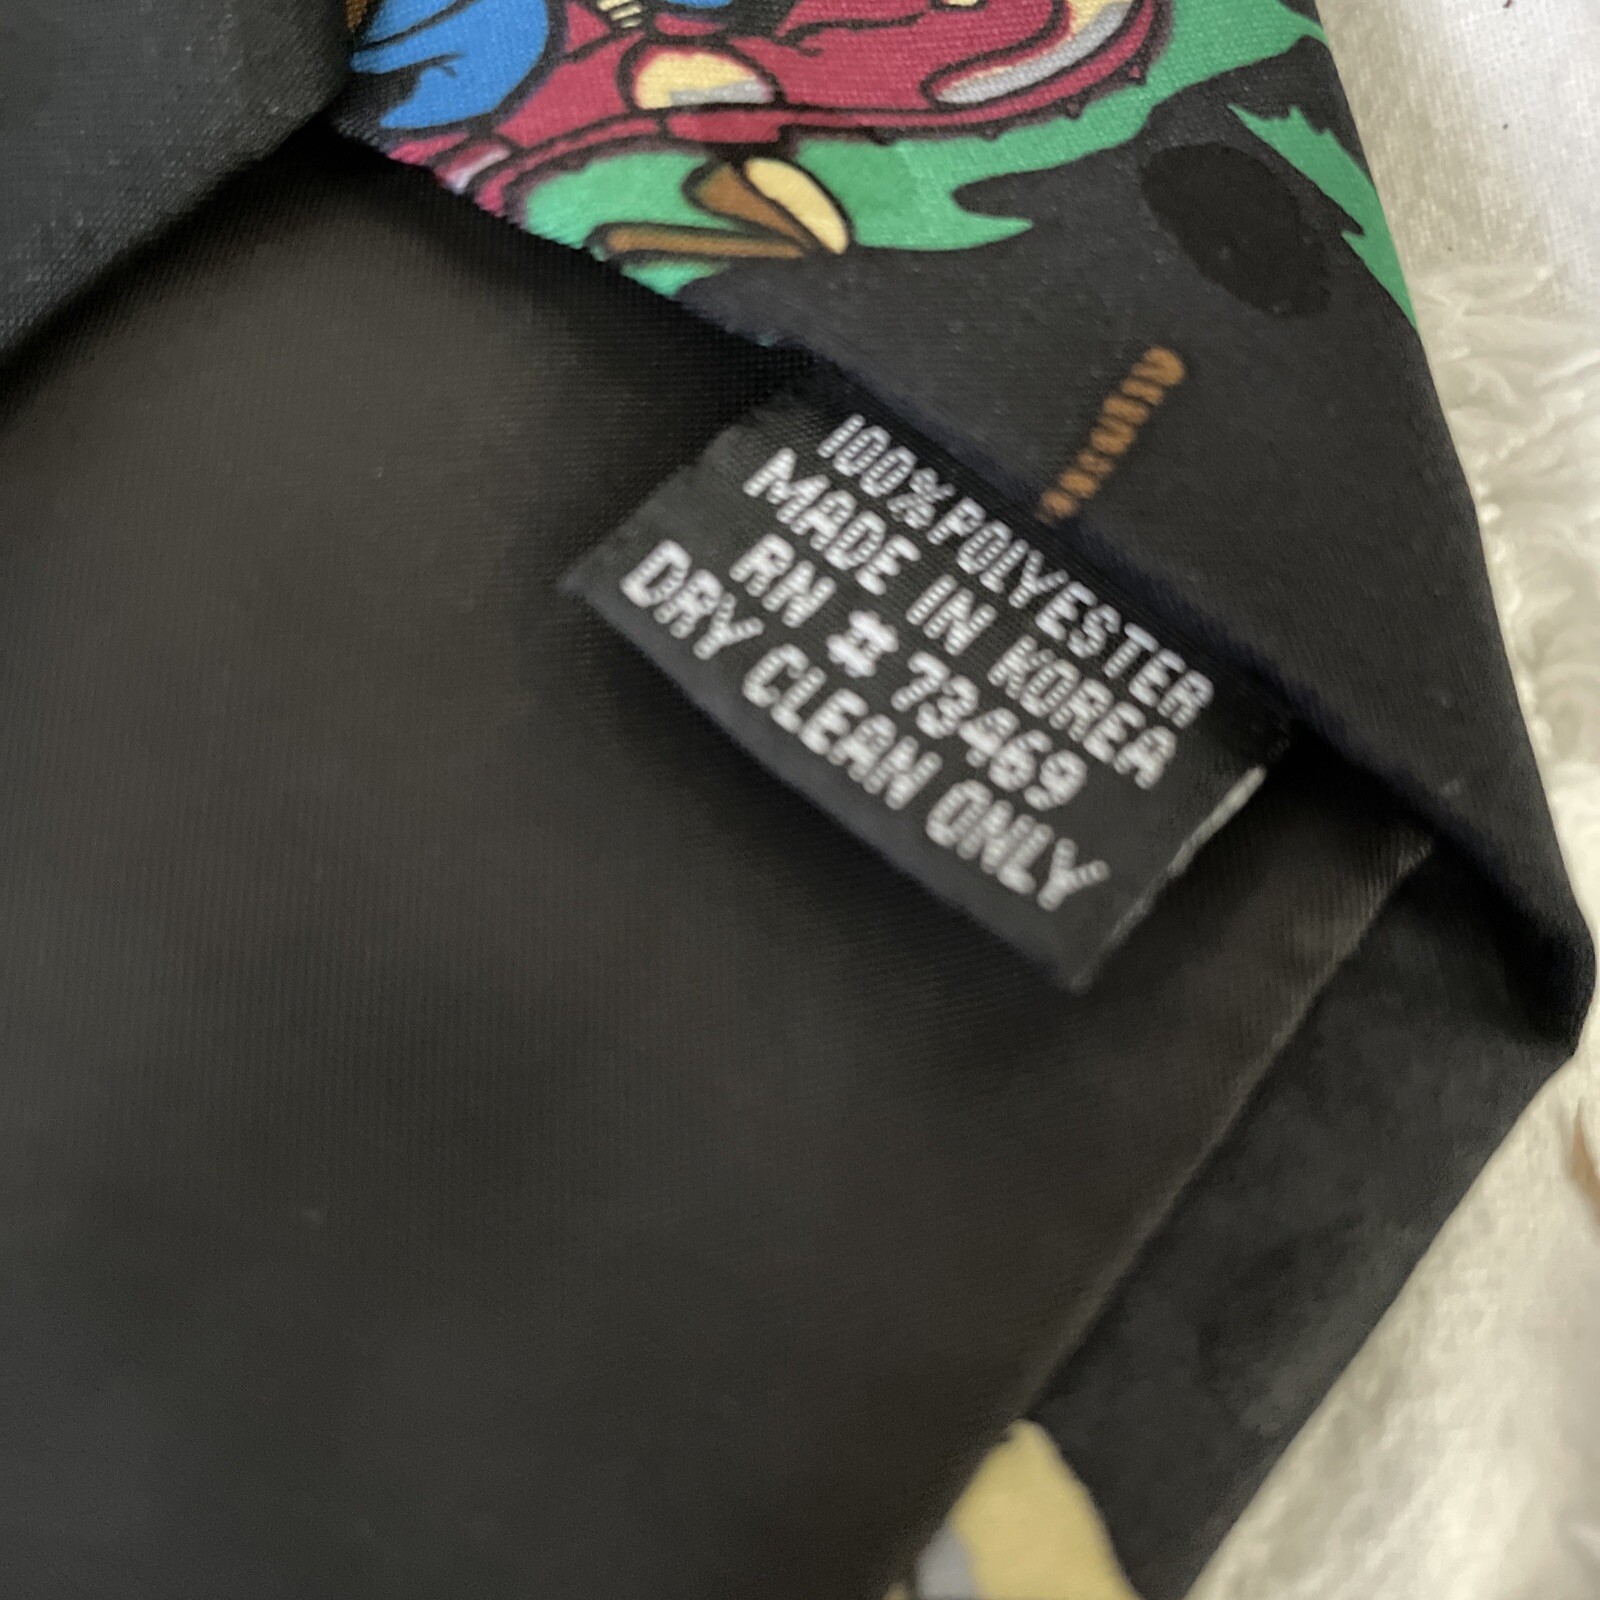 100% POLYESTER
MADE IN KOREA
RN # 73469
DRY CLEAN ONLY